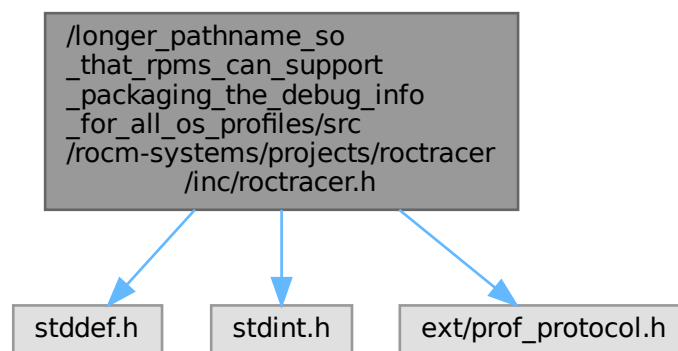 /longer_pathname_so
_that_rpms_can_support
_packaging_the_debug_info
_for_all_os_profiles/src
/rocm-systems/projects/roctracer
/inc/roctracer.h
stddef.h
stdint.h
ext/prof_protocol.h